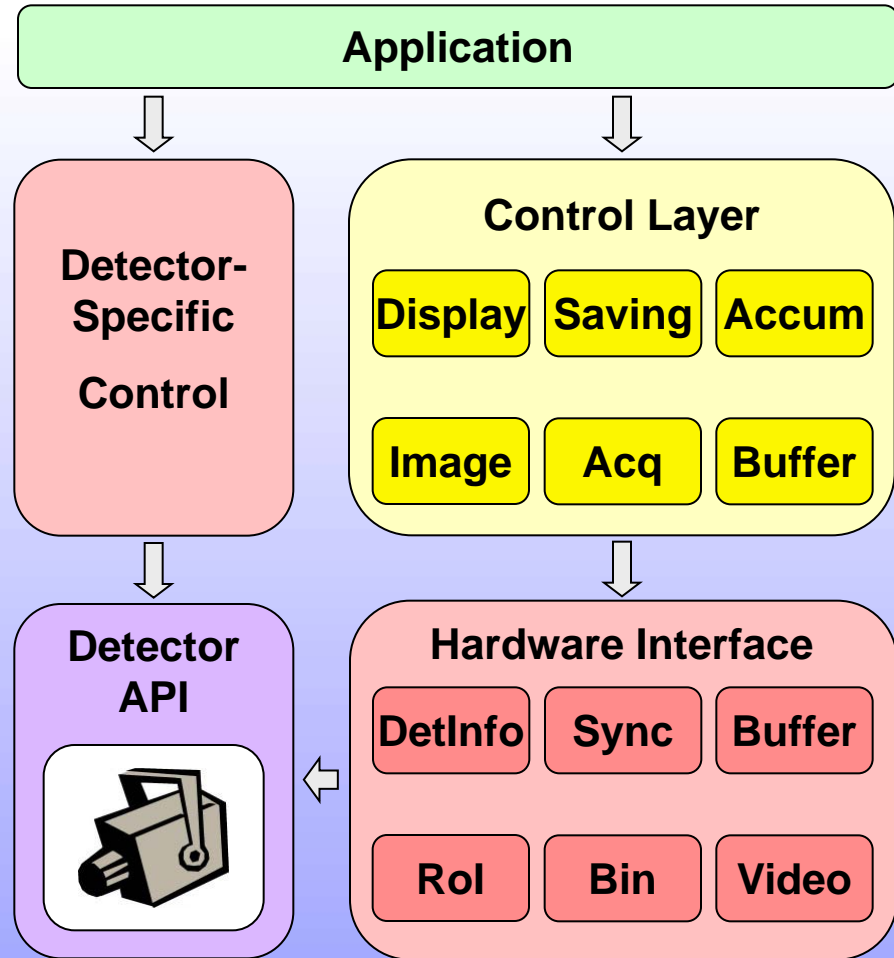 Application
Detector-
Specific
Control
Control Layer
Display
Saving
Accum
Image
Acq
Buffer
Detector
API
Hardware Interface
DetInfo
Sync
Buffer
RoI
Bin
Video